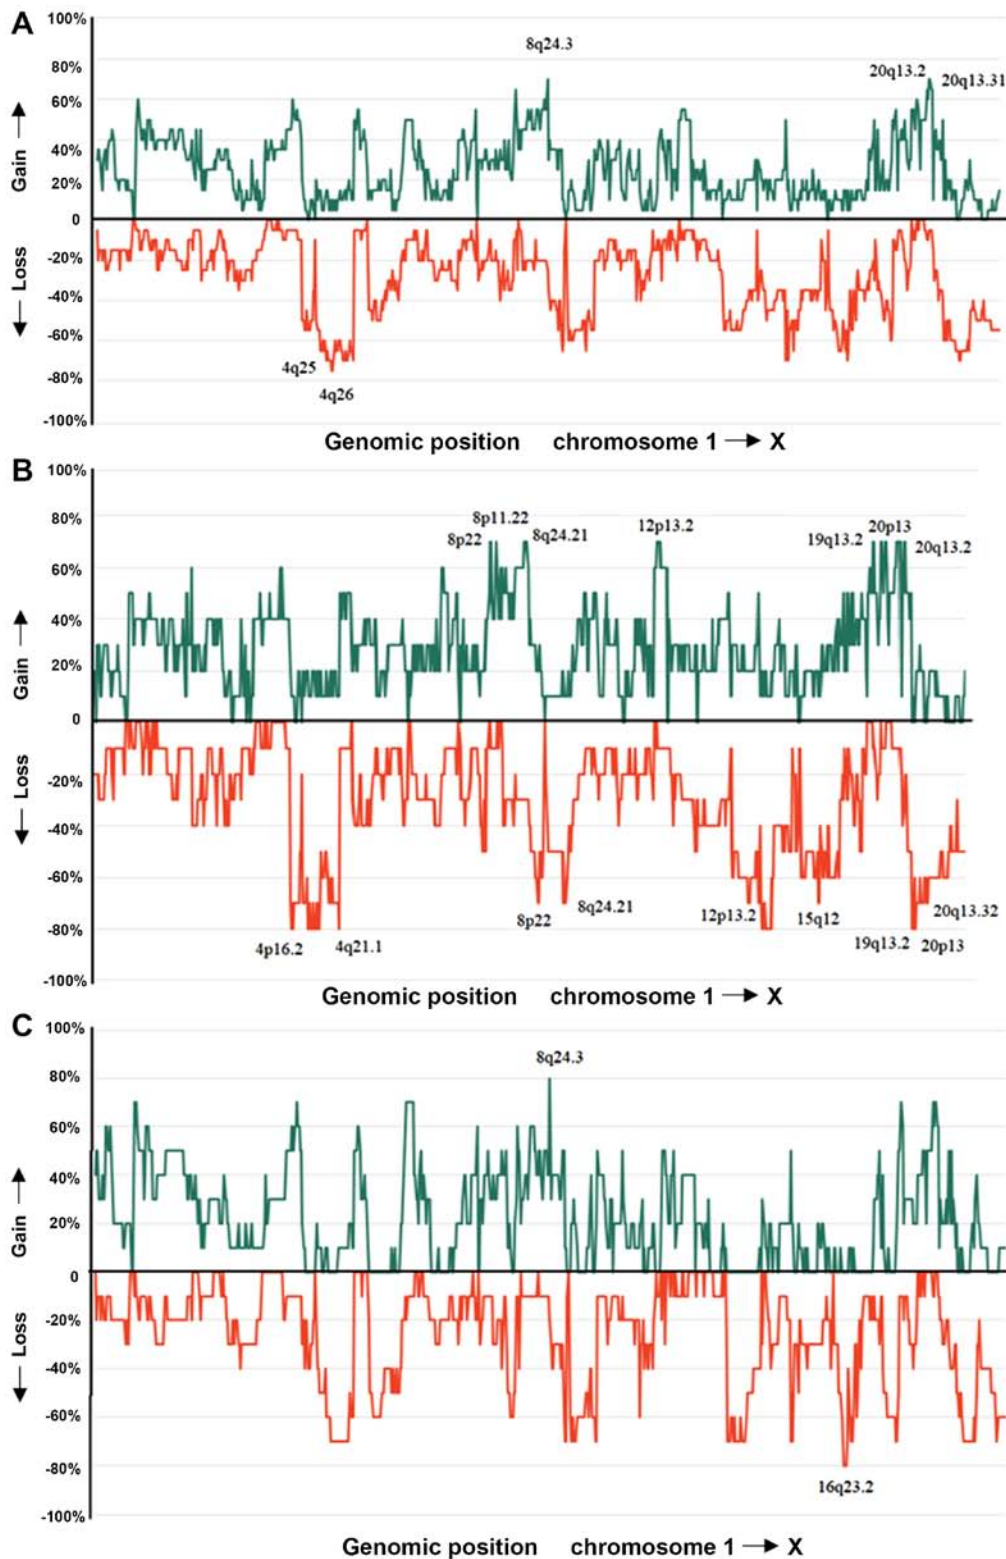 A
100%
8q24.3
80%
20q13.2
20q13.31
60%
Gain
40%
20%
0
Loss
-20%
-40%
-60%
4q25
-80%
4q26
-100%
Genomic position chromosome 1 → X
B
100%
80%
8p11.22
8p22
8q24.21
12p13.2
19q13.2
20p13
20q13.2
60%
Gain
40%
20%
0
Loss
-20%
-40%
-60%
8p22
8q24.21
12p13.2
15q12
20q13.32
-80%
4p16.2
4q21.1
19q13.2
20p13
-100%
Genomic position chromosome 1 → X
C
100%
8q24.3
80%
60%
Gain
40%
20%
0
Loss
-20%
-40%
-60%
-80%
16q23.2
-100%
Genomic position chromosome 1 → X